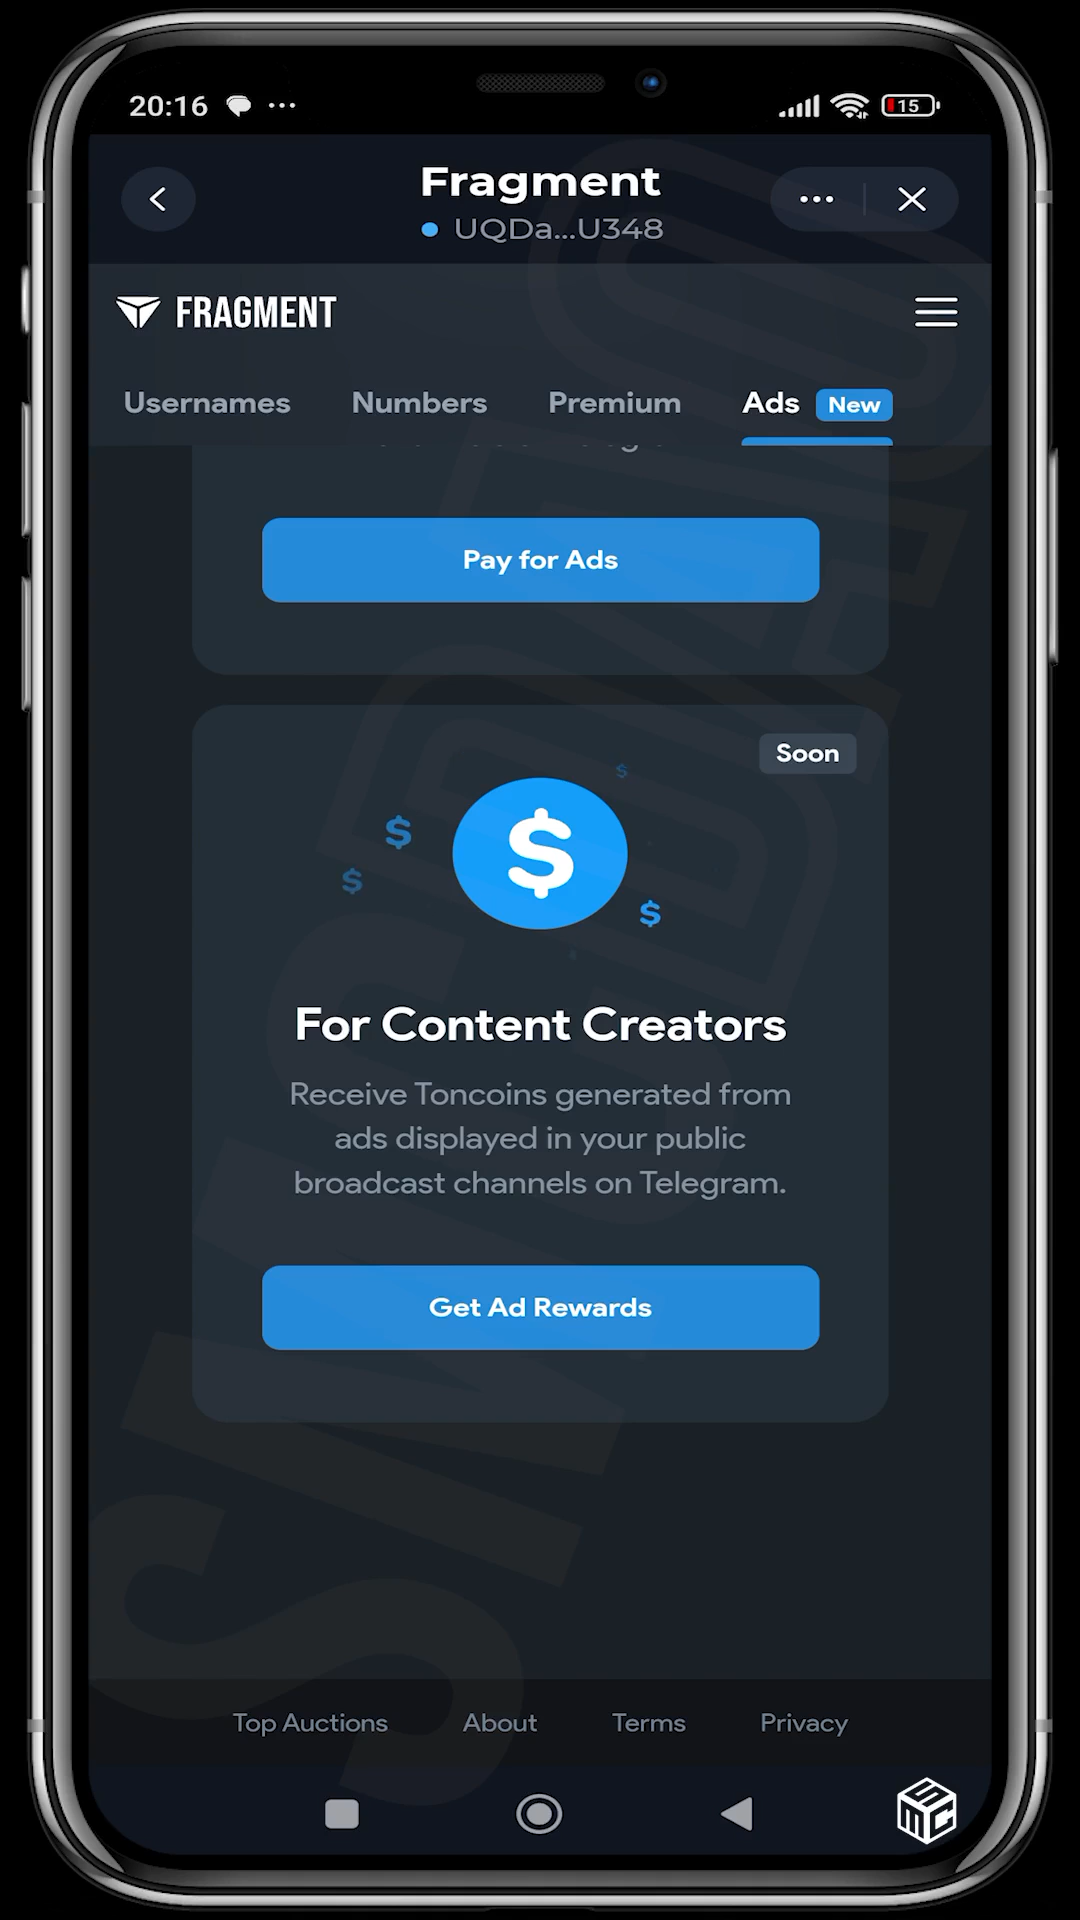 20:16
15
Fragment
UQDa...U348
FRAGMENT
Usernames Numbers Premium Ads New
Pay for Ads
Soon
$
For Content Creators
Receive Toncoins generated from
ads displayed in your public
broadcast channels on Telegram.
Get Ad Rewards
Top Auctions About Terms Privacy